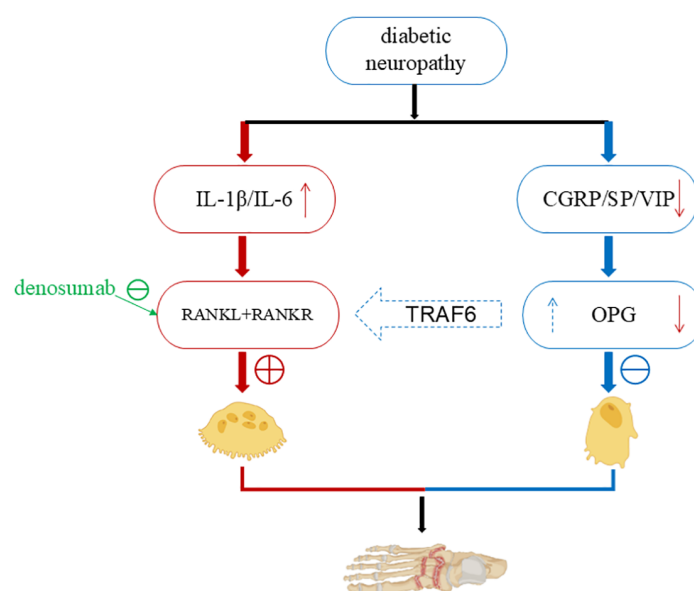 diabetic
neuropathy
IL-1β/IL-6
CGRP/SP/VIP
denosumab
RANKL+RANKR
TRAF6
OPG